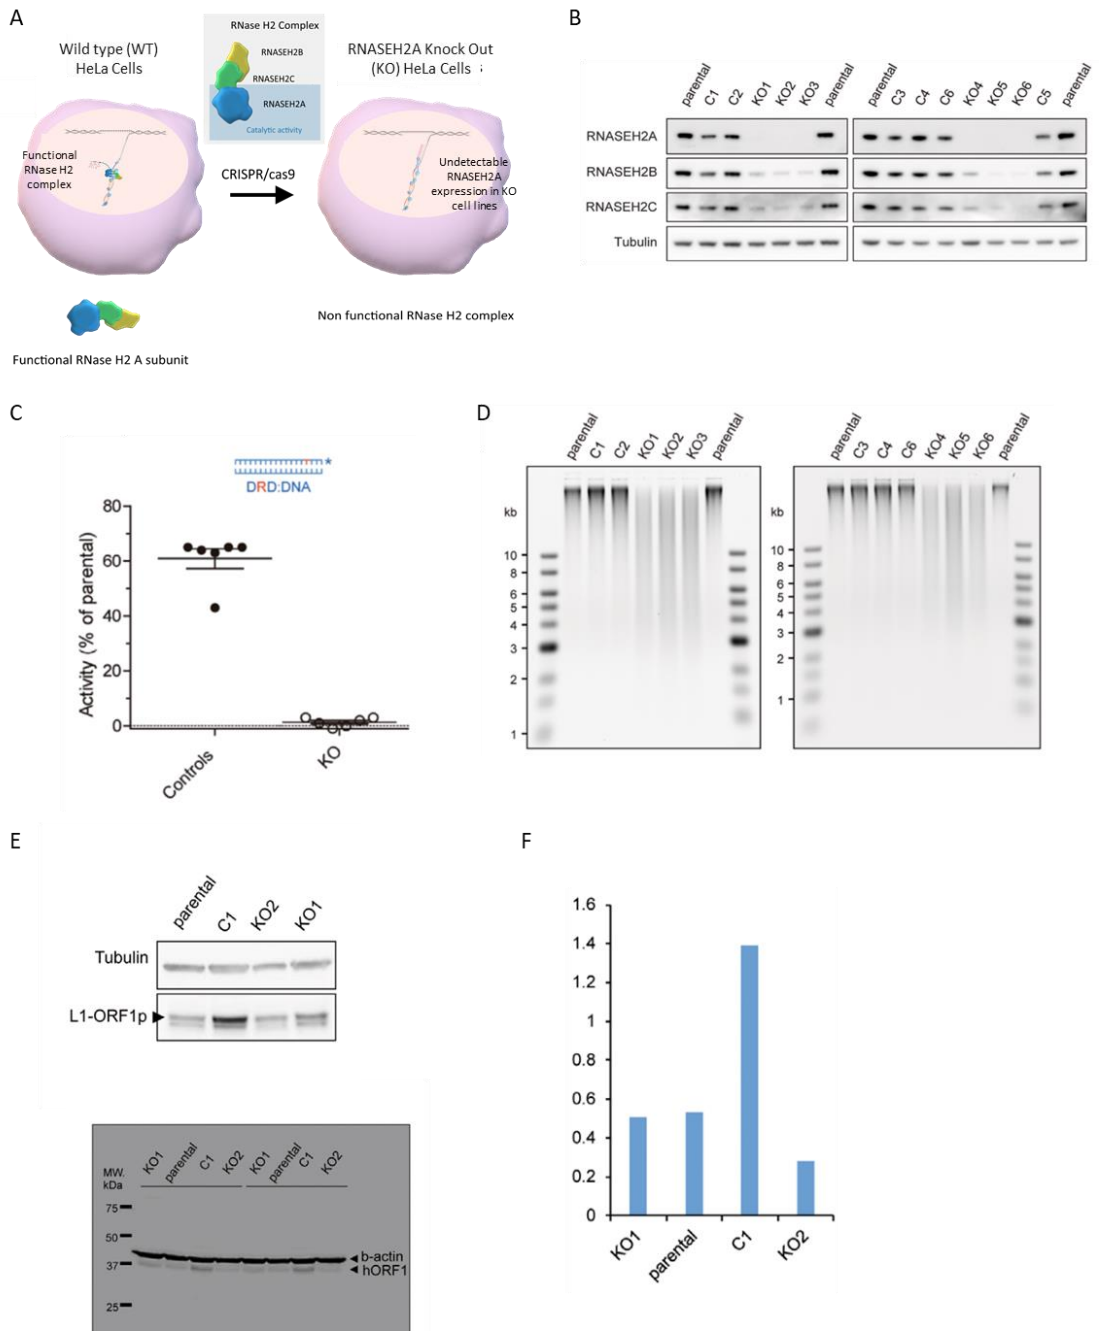 A
Wild type (WT)
HeLa Cells
RNase H2 Complex
RNASEH2B
RNASEH2C
RNASEH2A
Catalytic activity
RNASEH2A Knock Out
(KO) HeLa Cells ;
Functional
RNase H2
complex
CRISPR/cas9
Undetectable
RNASEH2A
expression in KO
cell lines
Functional RNase H2 A subunit
Non functional RNase H2 complex
B
parental C1 C2 KO1 KO2 KO3 parental
parental C3 C4 C6 KO4 KO5 KO6 C5 parental
RNASEH2A
RNASEH2B
RNASEH2C
Tubulin
C
DRD:DNA
*
Activity (% of parental)
80
60
40
20
0
Controls KO
D
parental C1 C2 KO1 KO2 KO3 parental
kb
10
8
6
5
4
3
2
1
parental C3 C4 C6 KO4 KO5 KO6 parental
kb
10
8
6
5
4
3
2
1
E
parental C1 KO2 KO1
Tubulin
L1-ORF1p
KO1 parental C1 KO2 KO1 parental C1 KO2
MW.
kDa
75
50
37
25
b-actin
hORF1
F
1.6
1.4
1.2
1
0.8
0.6
0.4
0.2
0
KO1 parental C1 KO2